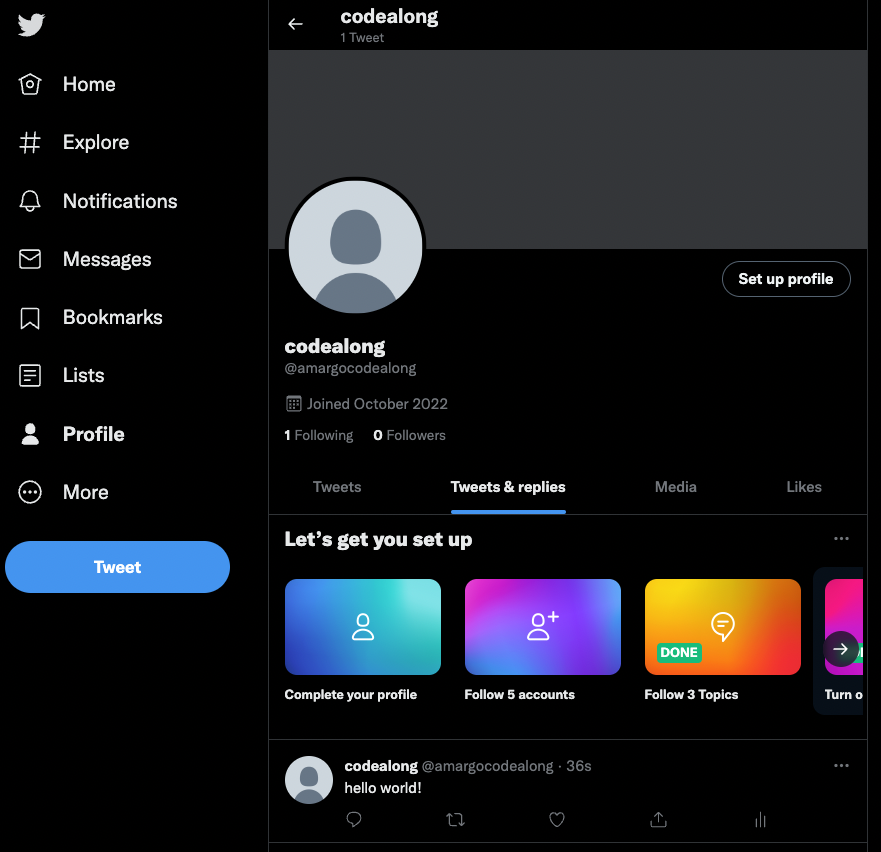 Home
Explore
Notifications
Messages
Bookmarks
Lists
Profile
More
Tweet
codealong
1 Tweet
Set up profile
codealong
@amargocodealong
Joined October 2022
1 Following 0 Followers
Tweets Tweets & replies Media Likes
Let's get you set up
DONE
Complete your profile Follow 5 accounts Follow 3 Topics Turn o
codealong @amargocodealong · 36s
hello world!